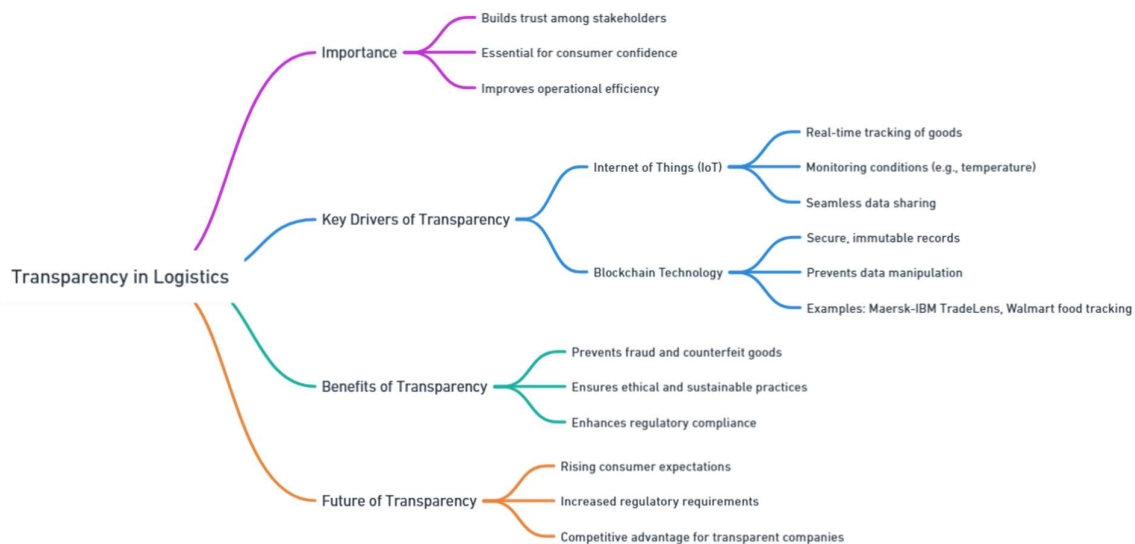 Transparency in Logistics
Importance
Builds trust among stakeholders
Essential for consumer confidence
Improves operational efficiency
Key Drivers of Transparency
Internet of Things (IoT)
Real-time tracking of goods
Monitoring conditions (e.g., temperature)
Seamless data sharing
Blockchain Technology
Secure, immutable records
Prevents data manipulation
Examples: Maersk-IBM TradeLens, Walmart food tracking
Benefits of Transparency
Prevents fraud and counterfeit goods
Ensures ethical and sustainable practices
Enhances regulatory compliance
Future of Transparency
Rising consumer expectations
Increased regulatory requirements
Competitive advantage for transparent companies